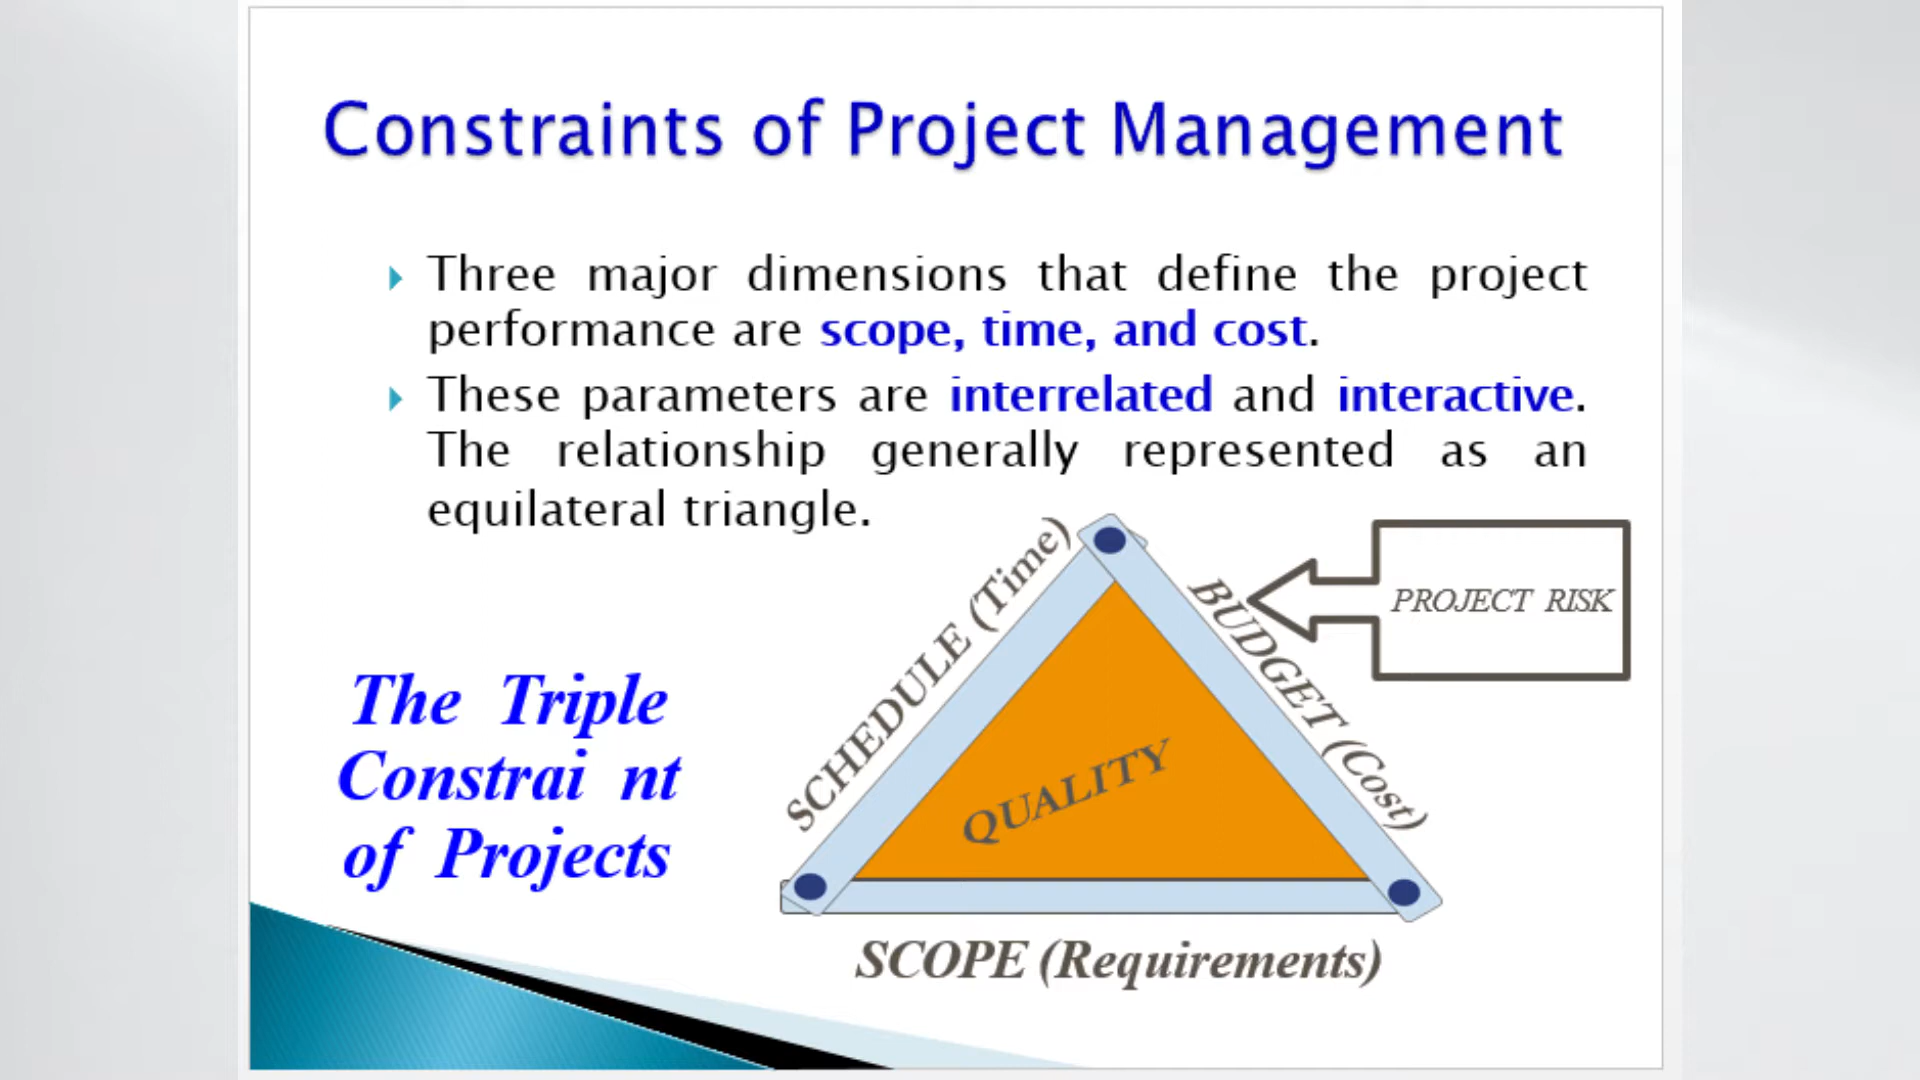 Constraints of Project Management
Three major dimensions that define the project
performance are scope, time, and cost.
These parameters are interrelated and interactive.
The relationship generally represented as an
equilateral triangle.
SCHEDULE (Time)
BUDGET (Cost)
PROJECT RISK
The Triple
Constrai nt
of Projects
QUALITY
SCOPE (Requirements)